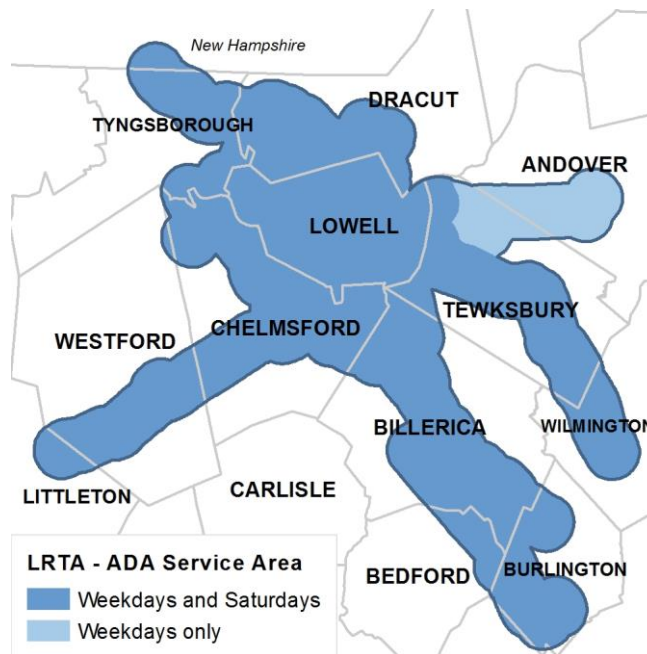 New Hampshire
DRACUT
TYNGSBOROUGH
ANDOVER
LOWELL
TEWKSBURY
CHELMSFORD
WESTFORD
BILLERICA
WILMINGTON
LITTLETON
CARLISLE
BEDFORD
BURLINGTON
LRTA - ADA Service Area
Weekdays and Saturdays
Weekdays only